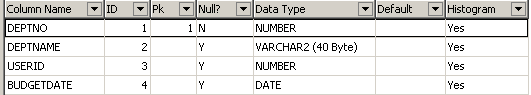 Column Name ID Pk Null? Data Type Default Histogram
DEPTNO 1 1 N NUMBER Yes
DEPTNAME 2 Y VARCHAR2 (40 Byte) Yes
USERID 3 Y NUMBER Yes
BUDGETDATE 4 Y DATE Yes